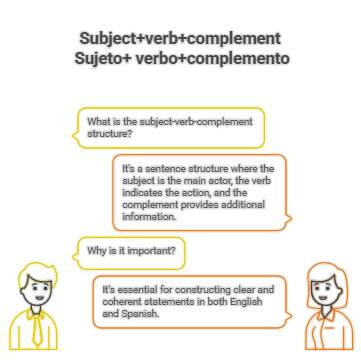 Subject+verb+complement
Sujeto+ verbo+complemento
What is the subject-verb-complement
structure?
It's a sentence structure where the
subject is the main actor, the verb
indicates the action, and the
complement provides additional
information.
Why is it important?
It's essential for constructing clear and
coherent statements in both English
and Spanish.